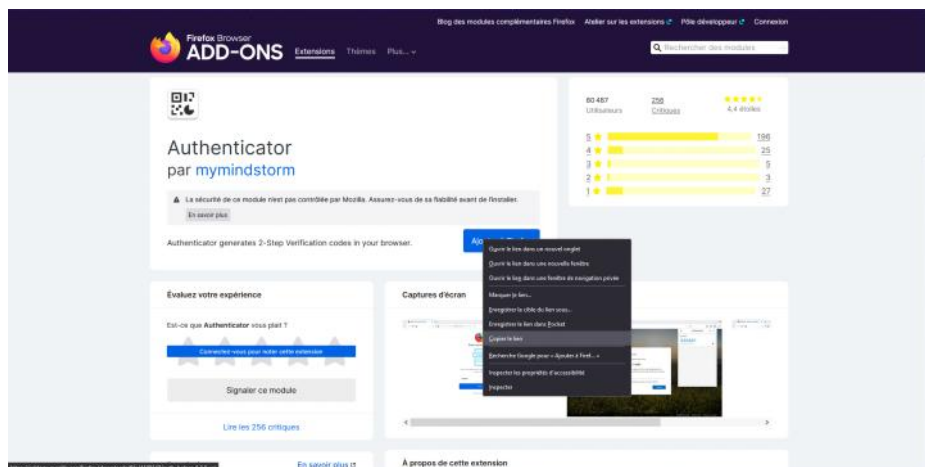 Blog des modules complémentaires Firefox Atelier sur les extensions Pôle développeur Connexion
Firefox Browser
ADD-ONS Extensions Thèmes Plus...
Rechercher des modules
60 487 256 
Utilisateurs Critiques 4,4 étoiles
5 196
4 25
3 5
2 3
1 27
Authenticator
par mymindstorm
La sécurité de ce module n'est pas contrôlée par Mozilla. Assurez-vous de sa fiabilité avant de l'installer.
En savoir plus
Authenticator generates 2-Step Verification codes in your browser.
Ouvrir le lien dans un nouvel onglet
Ouvrir le lien dans une nouvelle fenêtre
Ouvrir le lien dans une fenêtre de navigation privée
Marquer le lien...
Enregistrer la cible du lien sous...
Enregistrer le lien dans Pocket
Copier le lien
Recherche Google pour « Ajouter à Firef... »
Inspecter les propriétés d'accessibilité
Inspecter
Évaluez votre expérience
Est-ce que Authenticator vous plaît ?
Connectez-vous pour noter cette extension
Signaler ce module
Lire les 256 critiques
Captures d'écran
En savoir plus
À propos de cette extension